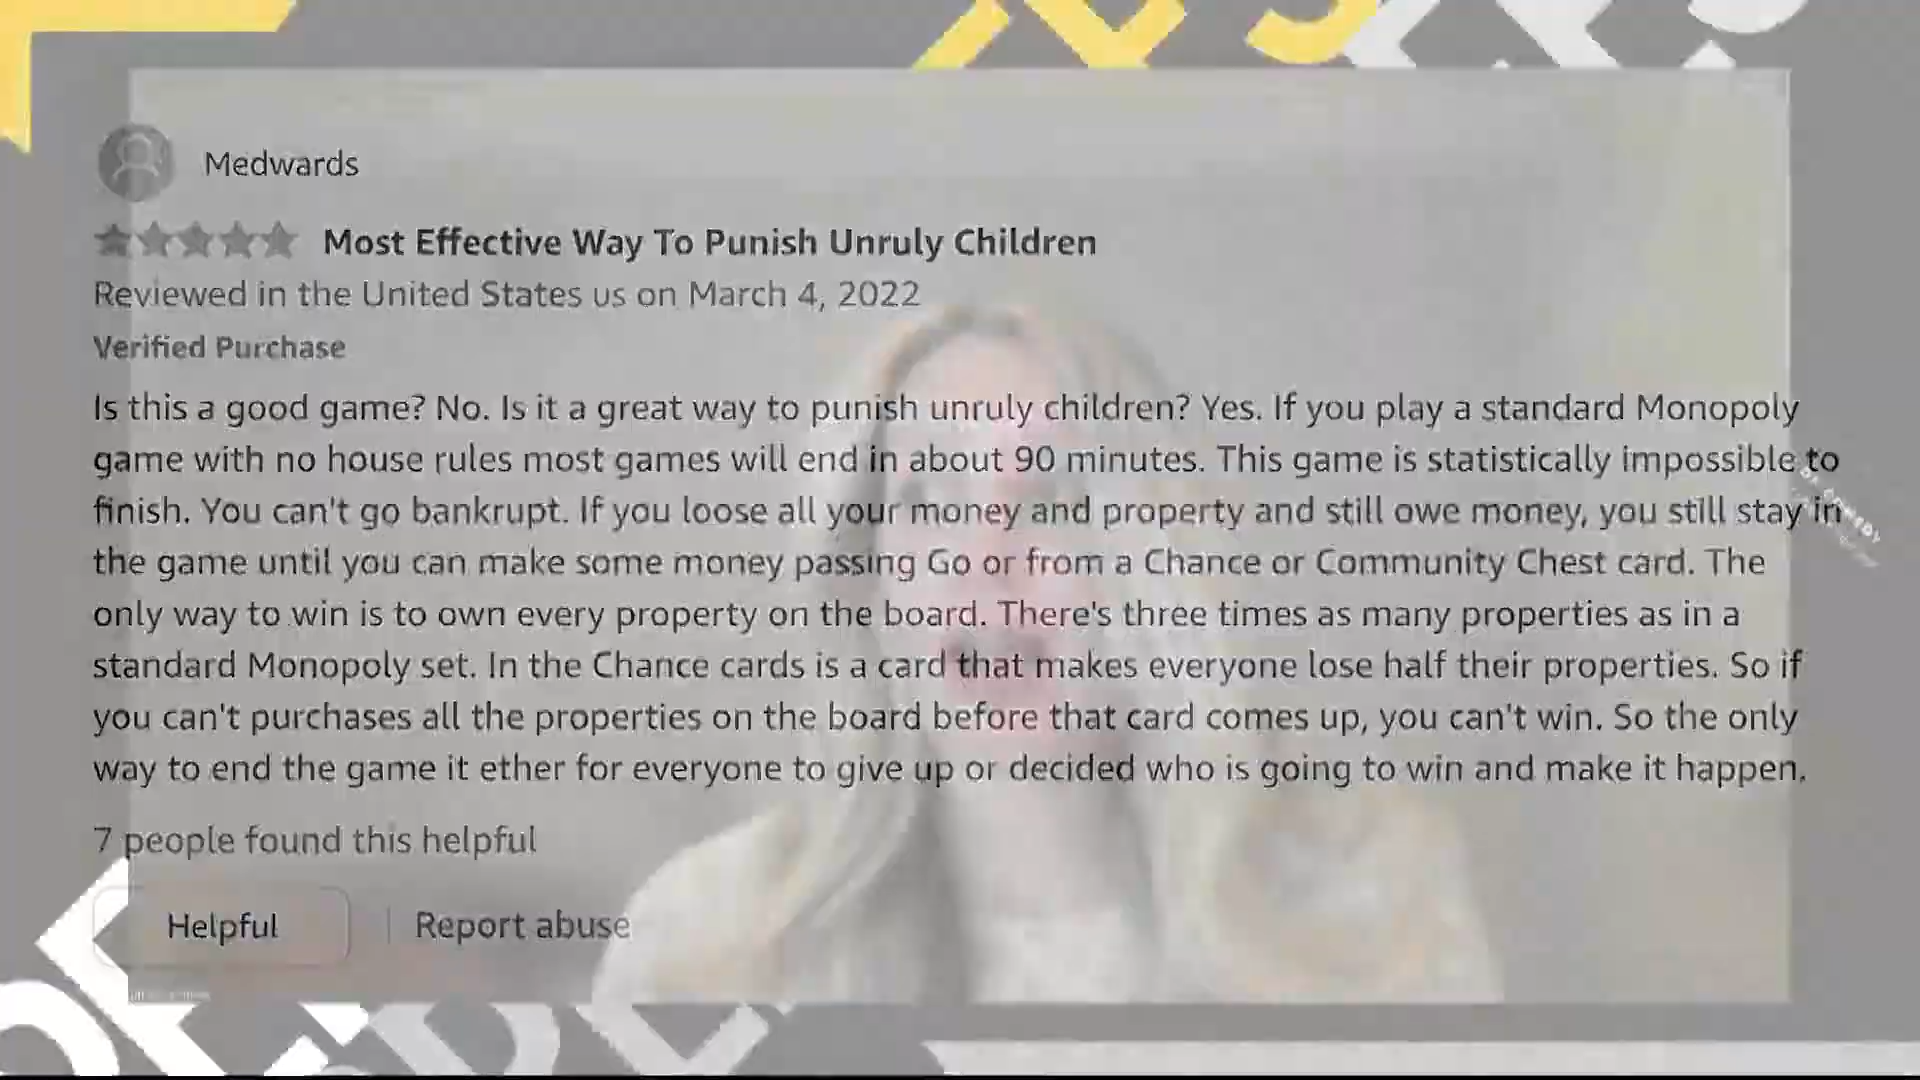 Medwards
Most Effective Way To Punish Unruly Children
Reviewed in the United States us on March 4, 2022
Verified Purchase
Is this a good game? No. Is it a great way to punish unruly children? Yes. If you play a standard Monopoly
game with no house rules most games will end in about 90 minutes. This game is statistically impossible to
finish. You can't go bankrupt. If you loose all your money and property and still owe money, you still stay in
the game until you can make some money passing Go or from a Chance or Community Chest card. The
only way to win is to own every property on the board. There's three times as many properties as in a
standard Monopoly set. In the Chance cards is a card that makes everyone lose half their properties. So if
you can't purchases all the properties on the board before that card comes up, you can't win. So the only
way to end the game it ether for everyone to give up or decided who is going to win and make it happen.
7 people found this helpful
Helpful
Report abuse